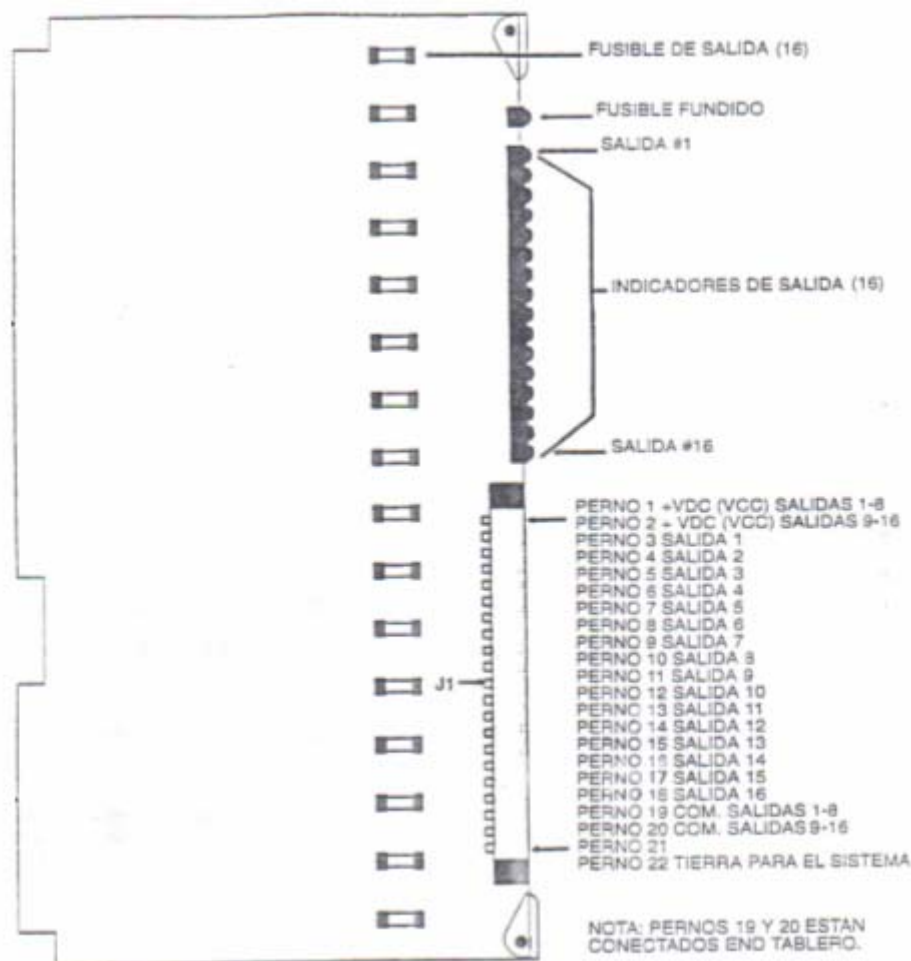 FUSIBLE DE SALIDA (16)
FUSIBLE FUNDIDO
SALIDA #1
INDICADORES DE SALIDA (16)
SALIDA #16
PERNO 1 +VDC (VCC) SALIDAS 1-8
PERNO 2 + VDC (VCC) SALIDAS 9-16
PERNO 3 SALIDA 1
PERNO 4 SALIDA 2
PERNO 5 SALIDA 3
PERNO 6 SALIDA 4
PERNO 7 SALIDA 5
PERNO 8 SALIDA 6
PERNO 9 SALIDA 7
PERNO 10 SALIDA 8
PERNO 11 SALIDA 9
J1
PERNO 12 SALIDA 10
PERNO 13 SALIDA 11
PERNO 14 SALIDA 12
PERNO 15 SALIDA 13
PERNO 16 SALIDA 14
PERNO 17 SALIDA 15
PERNO 18 SALIDA 16
PERNO 19 COM. SALIDAS 1-8
PERNO 20 COM. SALIDAS 9-16
PERNO 21
PERNO 22 TIERRA PARA EL SISTEMA
NOTA: PERNOS 19 Y 20 ESTAN
CONECTADOS END TABLERO.